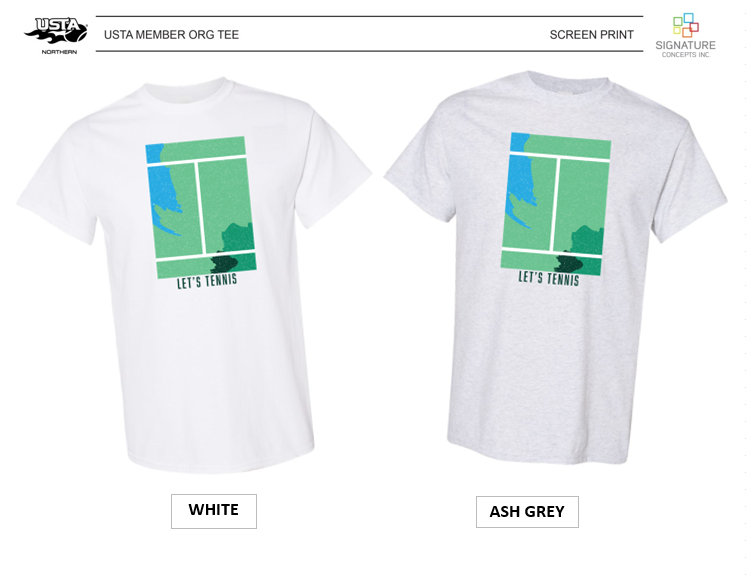 USTA
NORTHERN
USTA MEMBER ORG TEE
SCREEN PRINT
SIGNATURE
CONCEPTS INC.
LET'S TENNIS
LET'S TENNIS
WHITE
ASH GREY